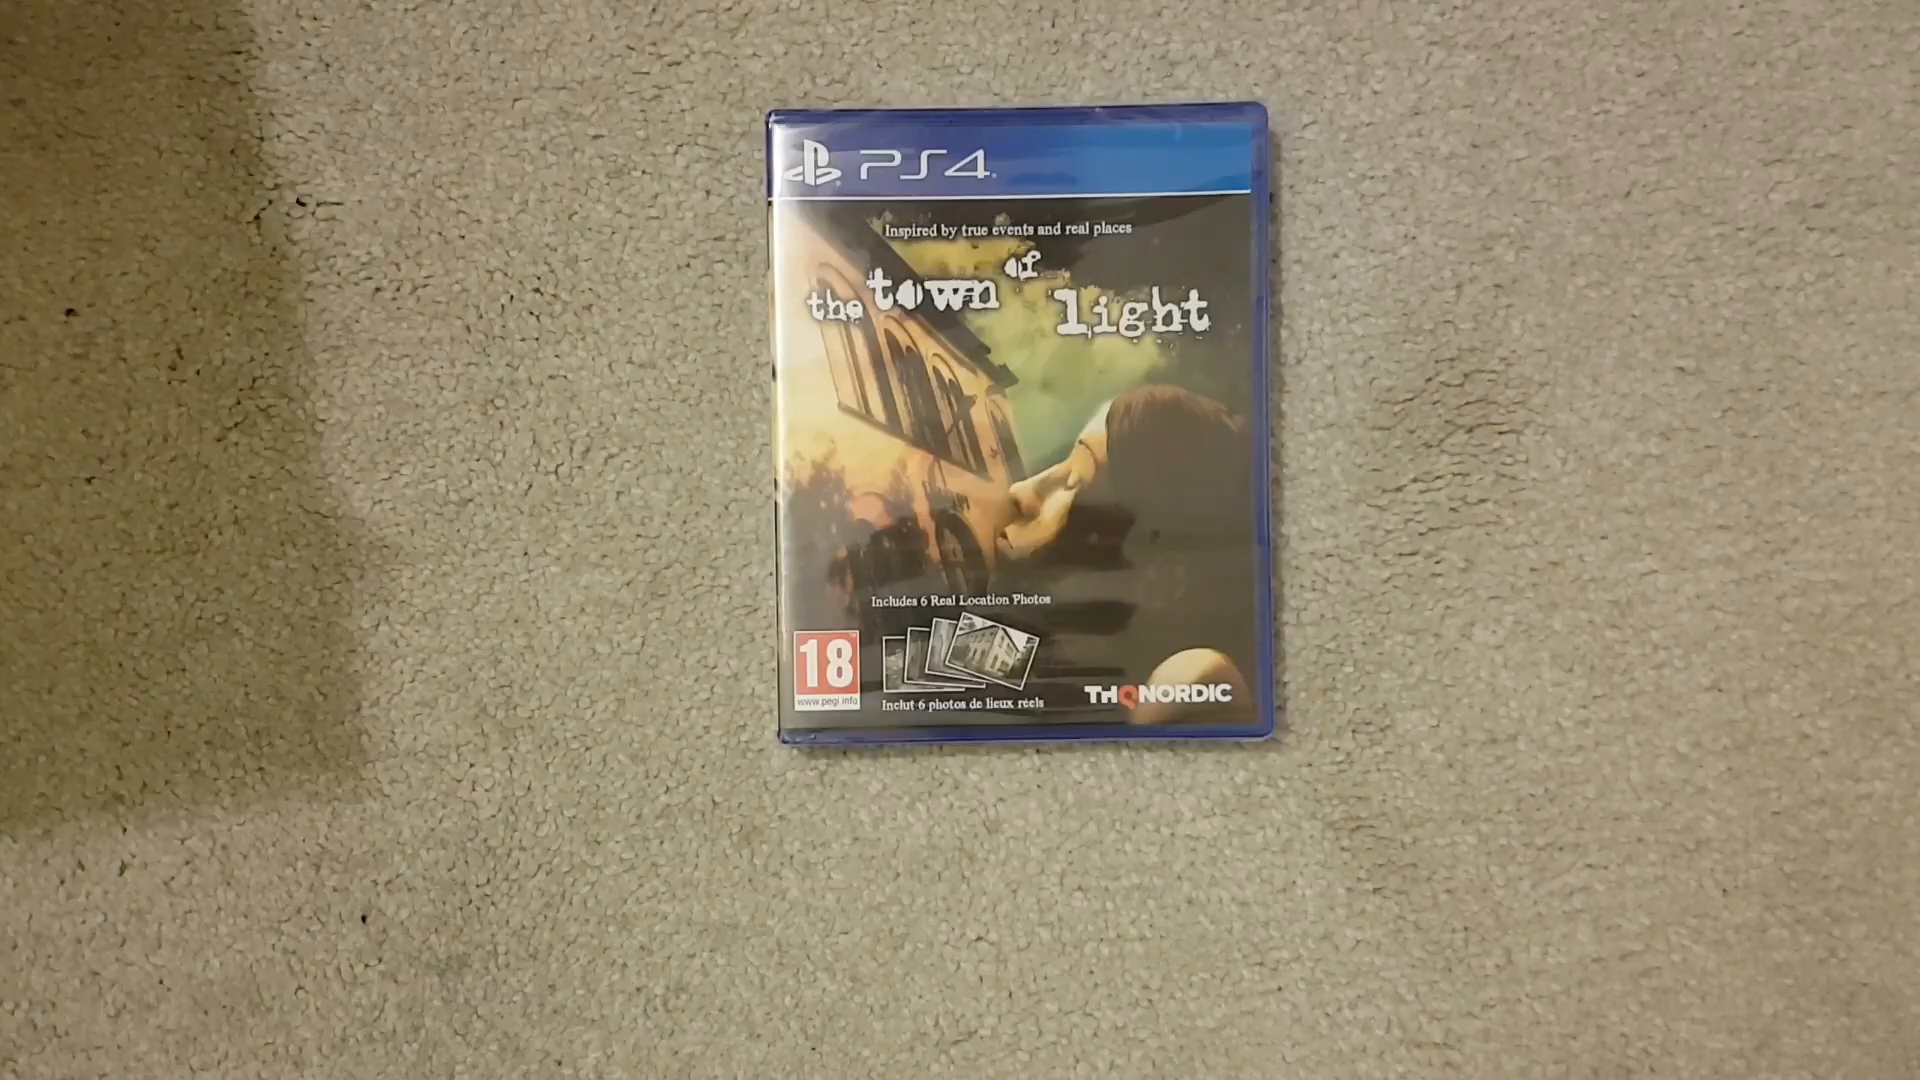 PS4
Inspired by true events and real places
the town of light
Includes 6 Real Location Photos
18
www.pegi.info
Inclut 6 photos de lieux réels
THQ NORDIC